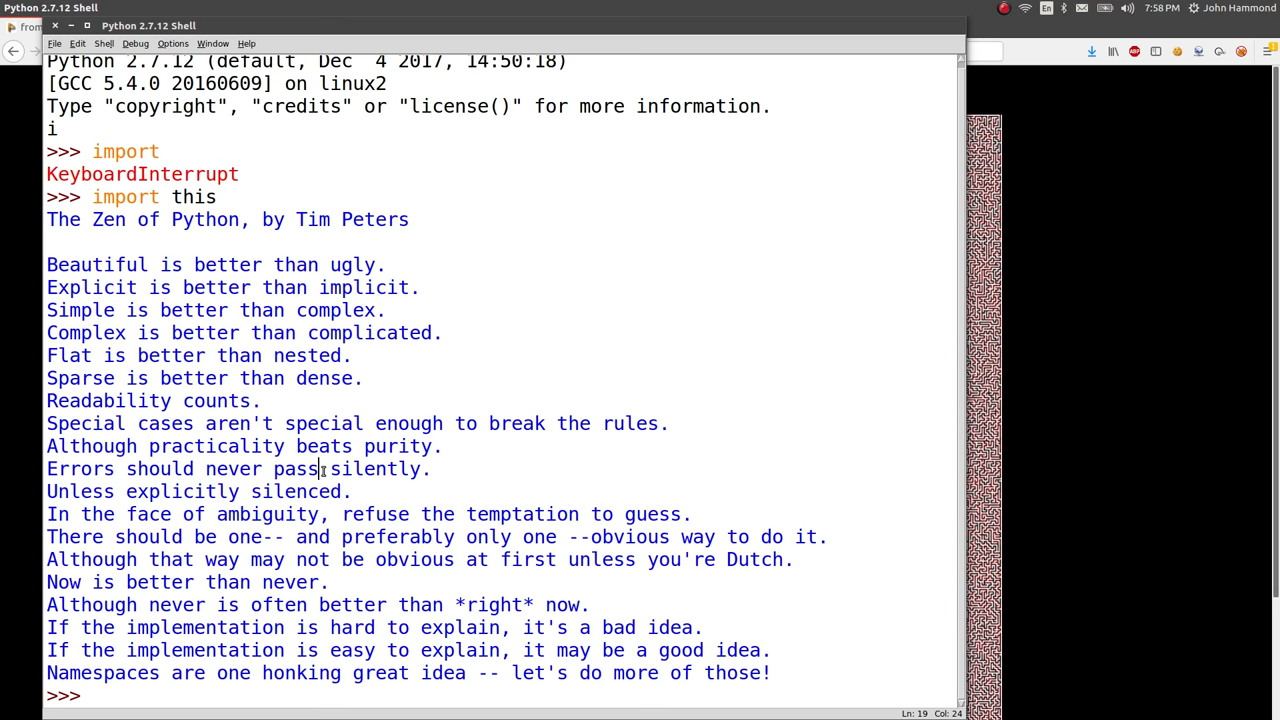 Python 2.7.12 Shell
7:58 PM
John Hammond
from
Python 2.7.12 Shell
File Edit Shell Debug Options Window Help
Python 2.7.12 (default, Dec  4 2017, 14:50:18)
[GCC 5.4.0 20160609] on linux2
Type "copyright", "credits" or "license()" for more information.
i
>>> import
KeyboardInterrupt
>>> import this
The Zen of Python, by Tim Peters
Beautiful is better than ugly.
Explicit is better than implicit.
Simple is better than complex.
Complex is better than complicated.
Flat is better than nested.
Sparse is better than dense.
Readability counts.
Special cases aren't special enough to break the rules.
Although practicality beats purity.
Errors should never pass silently.
Unless explicitly silenced.
In the face of ambiguity, refuse the temptation to guess.
There should be one-- and preferably only one --obvious way to do it.
Although that way may not be obvious at first unless you're Dutch.
Now is better than never.
Although never is often better than *right* now.
If the implementation is hard to explain, it's a bad idea.
If the implementation is easy to explain, it may be a good idea.
Namespaces are one honking great idea -- let's do more of those!
>>>
Ln: 19 Col: 24
En
ABP